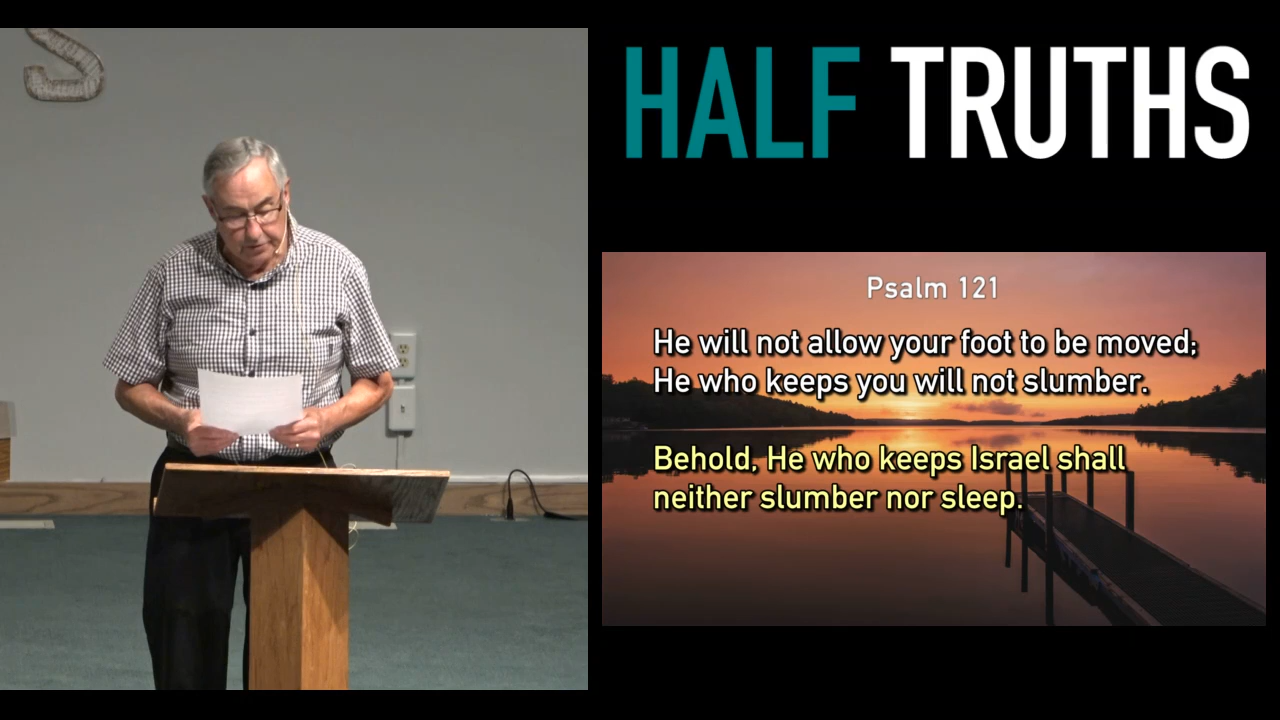 S
HALF TRUTHS
Psalm 121
He will not allow your foot to be moved;
He who keeps you will not slumber.
Behold, He who keeps Israel shall
neither slumber nor sleep.